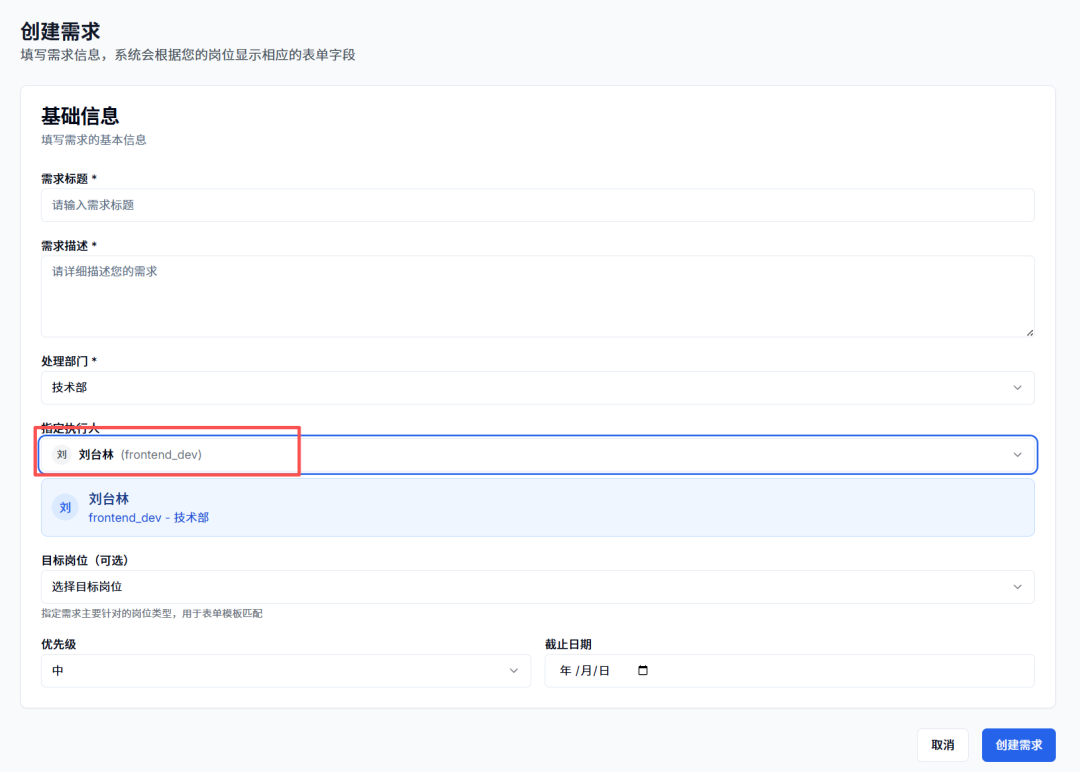 创建需求
填写需求信息，系统会根据您的岗位显示相应的表单字段
基础信息
填写需求的基本信息
需求标题 *
请输入需求标题
需求描述 *
请详细描述您的需求
处理部门 *
技术部
指定执行人
刘 刘台林 (frontend_dev)
刘
刘台林
frontend_dev - 技术部
目标岗位（可选）
选择目标岗位
指定需求主要针对的岗位类型，用于表单模板匹配
优先级
中
截止日期
年 /月/日
取消
创建需求